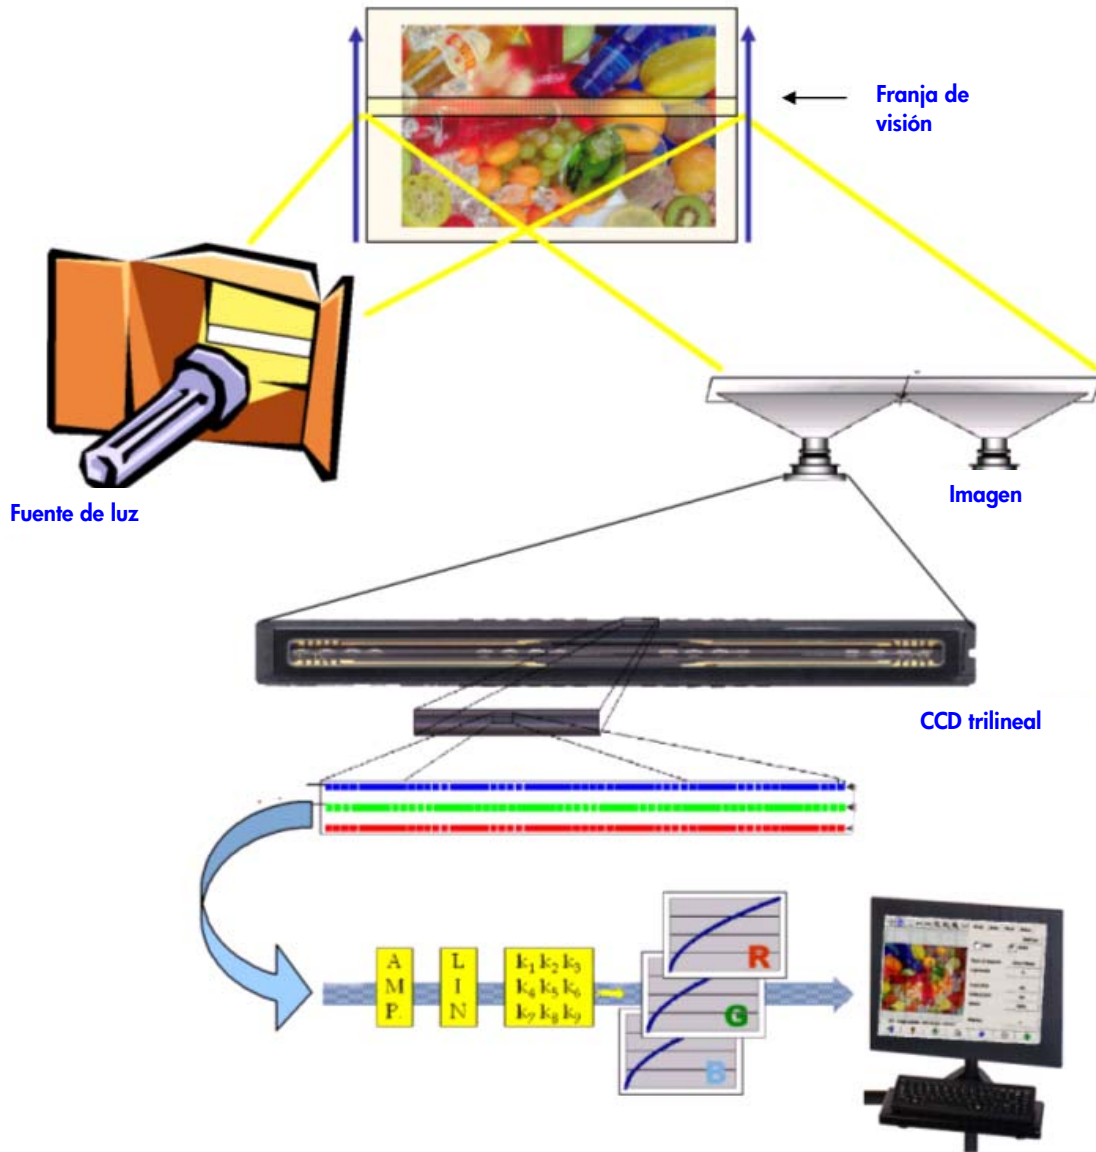 Franja de
visión
Fuente de luz
Imagen
CCD trilineal
A
M
P.
L
I
N
k1 k2 k3
k4 k5 k6
k7 k8 k9
R
G
B